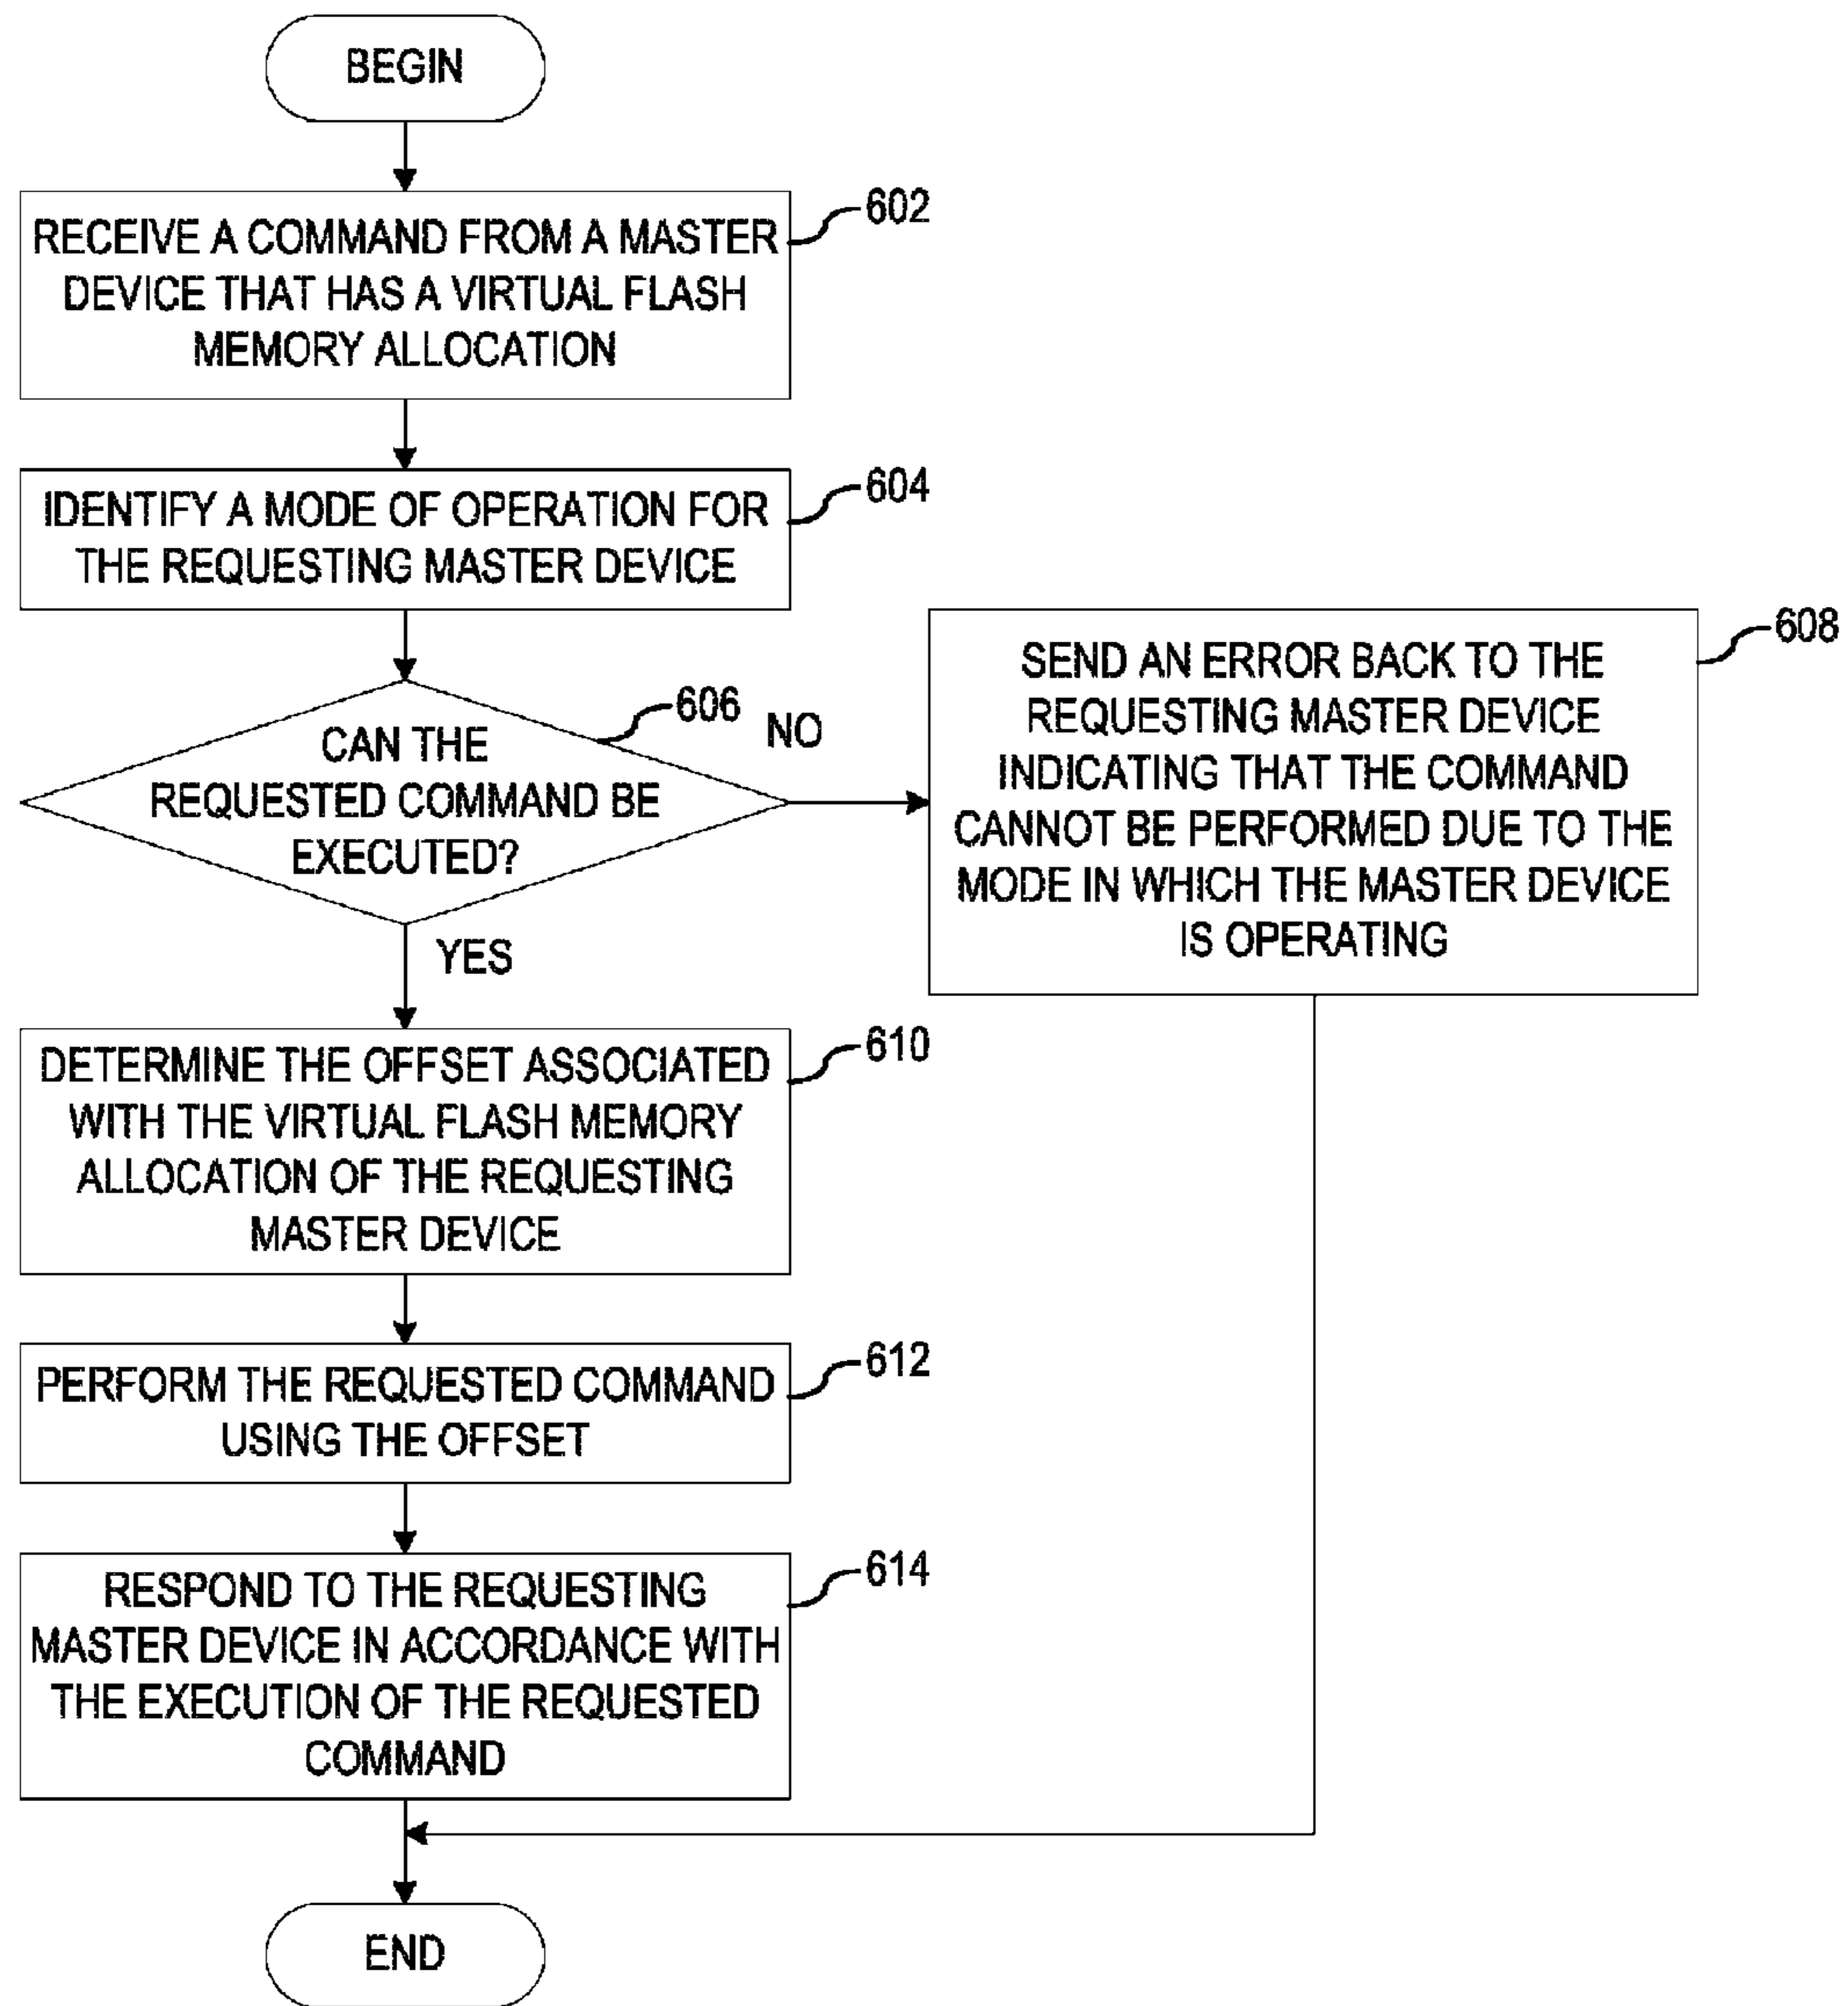 BEGIN
RECEIVE A COMMAND FROM A MASTER
DEVICE THAT HAS A VIRTUAL FLASH
MEMORY ALLOCATION
602
IDENTIFY A MODE OF OPERATION FOR
THE REQUESTING MASTER DEVICE
604
CAN THE
REQUESTED COMMAND BE
EXECUTED?
606
NO
SEND AN ERROR BACK TO THE
REQUESTING MASTER DEVICE
INDICATING THAT THE COMMAND
CANNOT BE PERFORMED DUE TO THE
MODE IN WHICH THE MASTER DEVICE
IS OPERATING
608
YES
DETERMINE THE OFFSET ASSOCIATED
WITH THE VIRTUAL FLASH MEMORY
ALLOCATION OF THE REQUESTING
MASTER DEVICE
610
PERFORM THE REQUESTED COMMAND
USING THE OFFSET
612
RESPOND TO THE REQUESTING
MASTER DEVICE IN ACCORDANCE WITH
THE EXECUTION OF THE REQUESTED
COMMAND
614
END